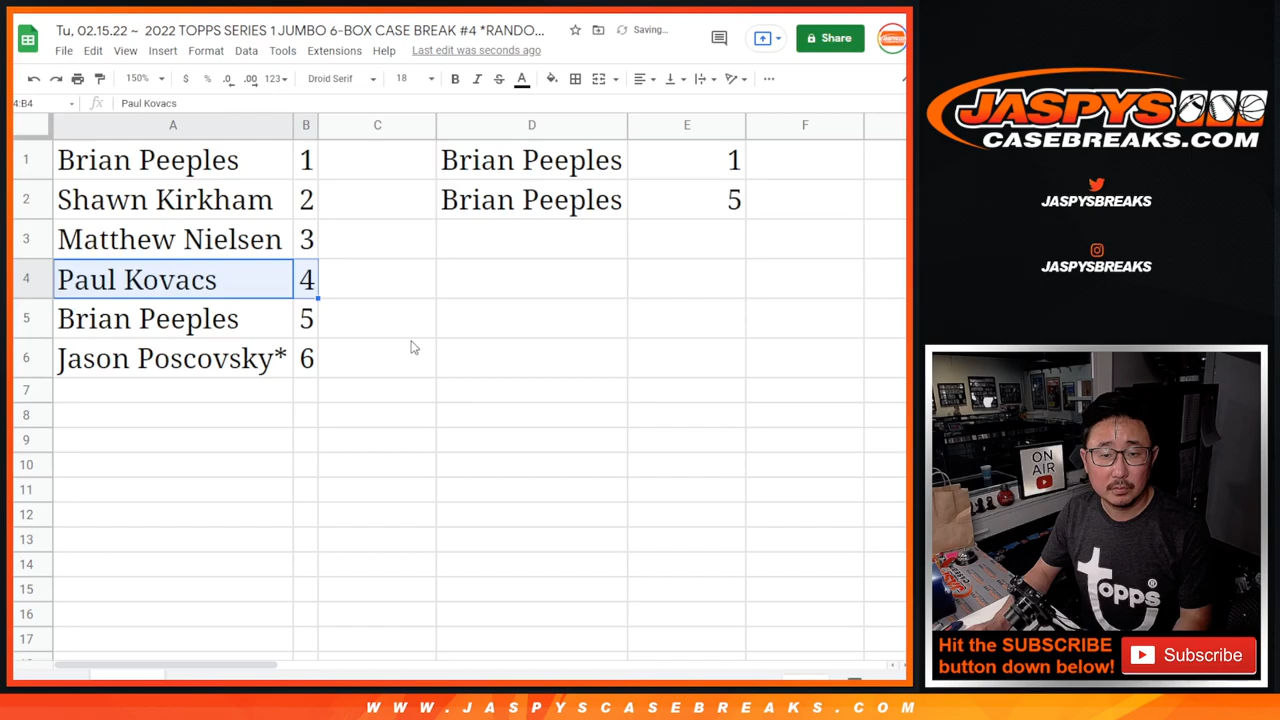 Tu, 02.15.22 ~ 2022 TOPPS SERIES 1 JUMBO 6-BOX CASE BREAK #4 *RANDO...
Saving...
Share
File Edit View Insert Format Data Tools Extensions Help Last edit was seconds ago
150% $ % .0 .00 123 Droid Serif 18 B I S A
4:B4 fx Paul Kovacs
A B C D E F
1 Brian Peeples 1 Brian Peeples 1
2 Shawn Kirkham 2 Brian Peeples 5
3 Matthew Nielsen 3
4 Paul Kovacs 4
5 Brian Peeples 5
6 Jason Poscovsky* 6
7
8
9
10
11
12
13
14
15
16
17
JASPYS
CASEBREAKS.COM
JASPYSBREAKS
JASPYSBREAKS
ON
AIR
topps®
Hit the SUBSCRIBE
button down below!
Subscribe
WWW.JASPYSCASEBREAKS.COM